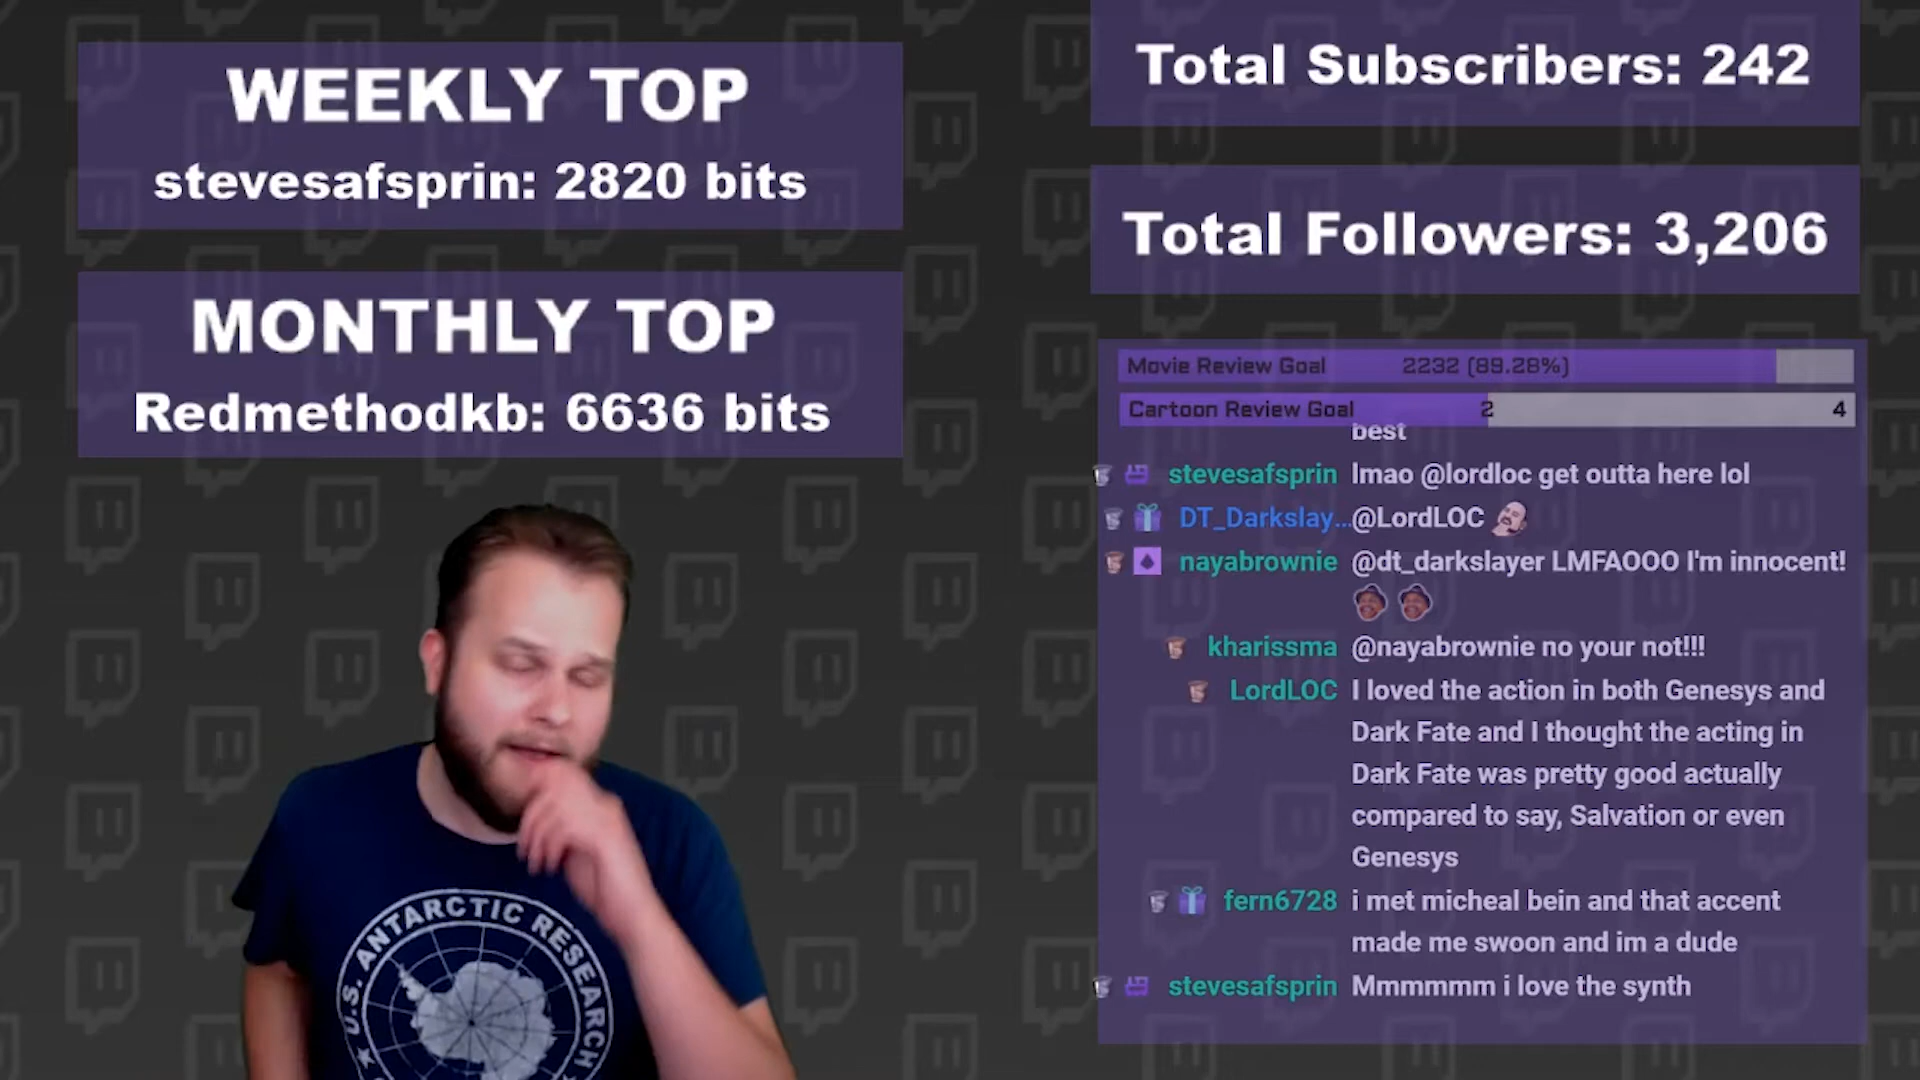 WEEKLY TOP
stevesafsprin: 2820 bits
MONTHLY TOP
Redmethodkb: 6636 bits
Total Subscribers: 242
Total Followers: 3,206
Movie Review Goal 2232 (89.28%)
Cartoon Review Goal 2 4
best
stevesafsprin lmao @lordloc get outta here lol
DT_Darkslay... @LordLOC
nayabrownie @dt_darkslayer LMFAOOO I'm innocent!
kharissma @nayabrownie no your not!!!
LordLOC I loved the action in both Genesys and
Dark Fate and I thought the acting in
Dark Fate was pretty good actually
compared to say, Salvation or even
Genesys
fern6728 i met micheal bein and that accent
made me swoon and im a dude
stevesafsprin Mmmmmm i love the synth
U.S. ANTARCTIC RESEARCH